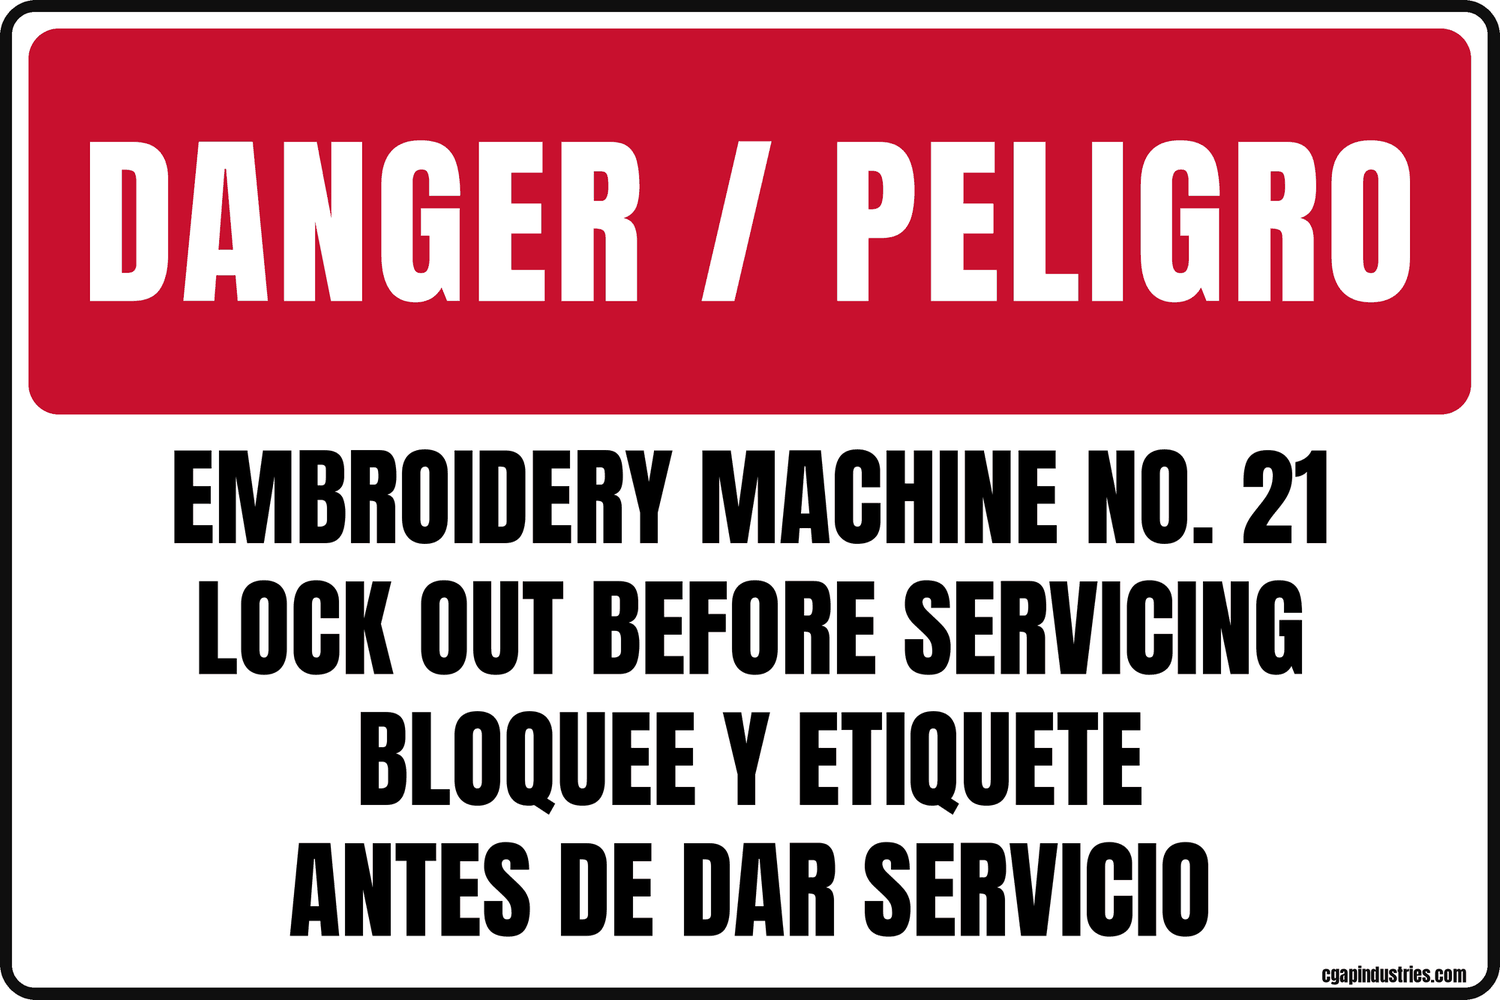 DANGER / PELIGRO
EMBROIDERY MACHINE NO. 21
LOCK OUT BEFORE SERVICING
BLOQUEE Y ETIQUETE
ANTES DE DAR SERVICIO
cgapindustries.com